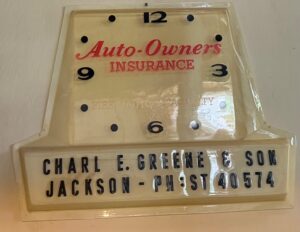 12
Auto-Owners
INSURANCE
9 3
6
CHARL E. GREENE & SON
JACKSON - PH: ST 40574